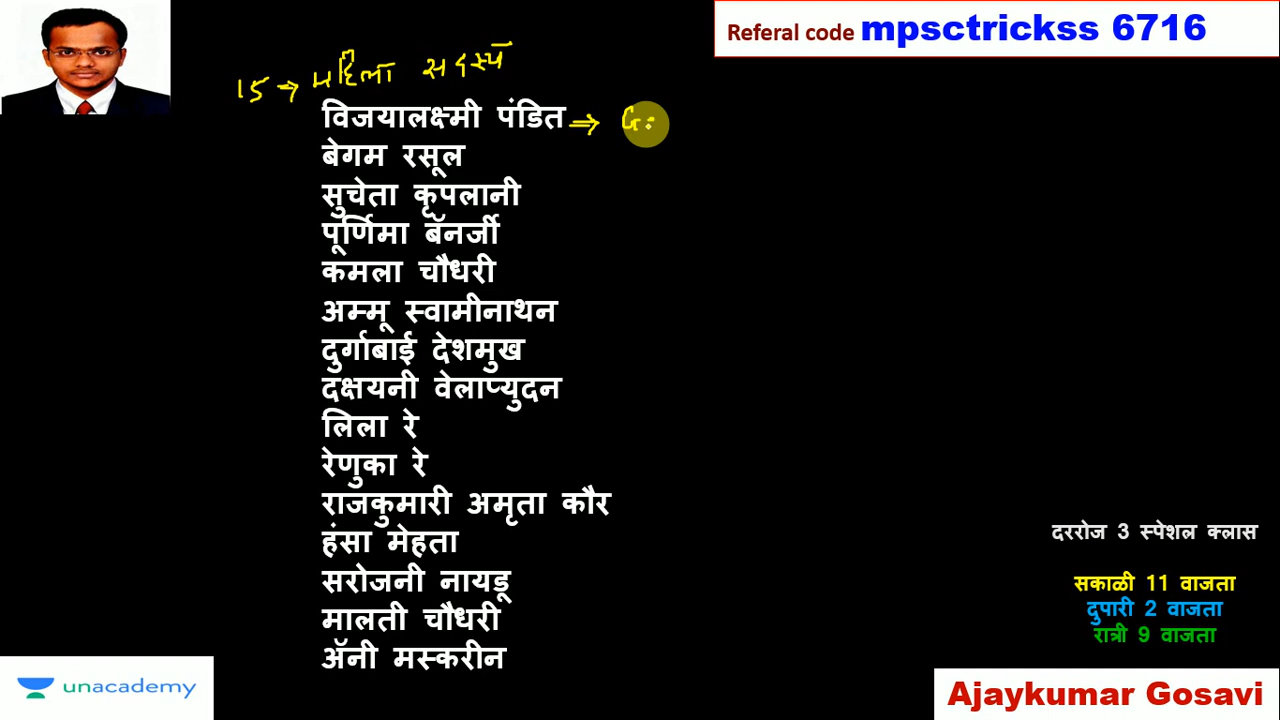 Referal code mpsctrickss 6716
15 → महिला सदस्य
विजयालक्ष्मी पंडित ⇒ G:
बेगम रसूल
सुचेता कृपलानी
पूर्णिमा बॅनर्जी
कमला चौधरी
अम्मू स्वामीनाथन
दुर्गाबाई देशमुख
दक्षयनी वेलाप्युदन
लिला रे
रेणुका रे
राजकुमारी अमृता कौर
हंसा मेहता
सरोजनी नायडू
मालती चौधरी
ॲनी मस्करीन
दररोज 3 स्पेशल क्लास
सकाळी 11 वाजता
दुपारी 2 वाजता
रात्री 9 वाजता
unacademy
Ajaykumar Gosavi